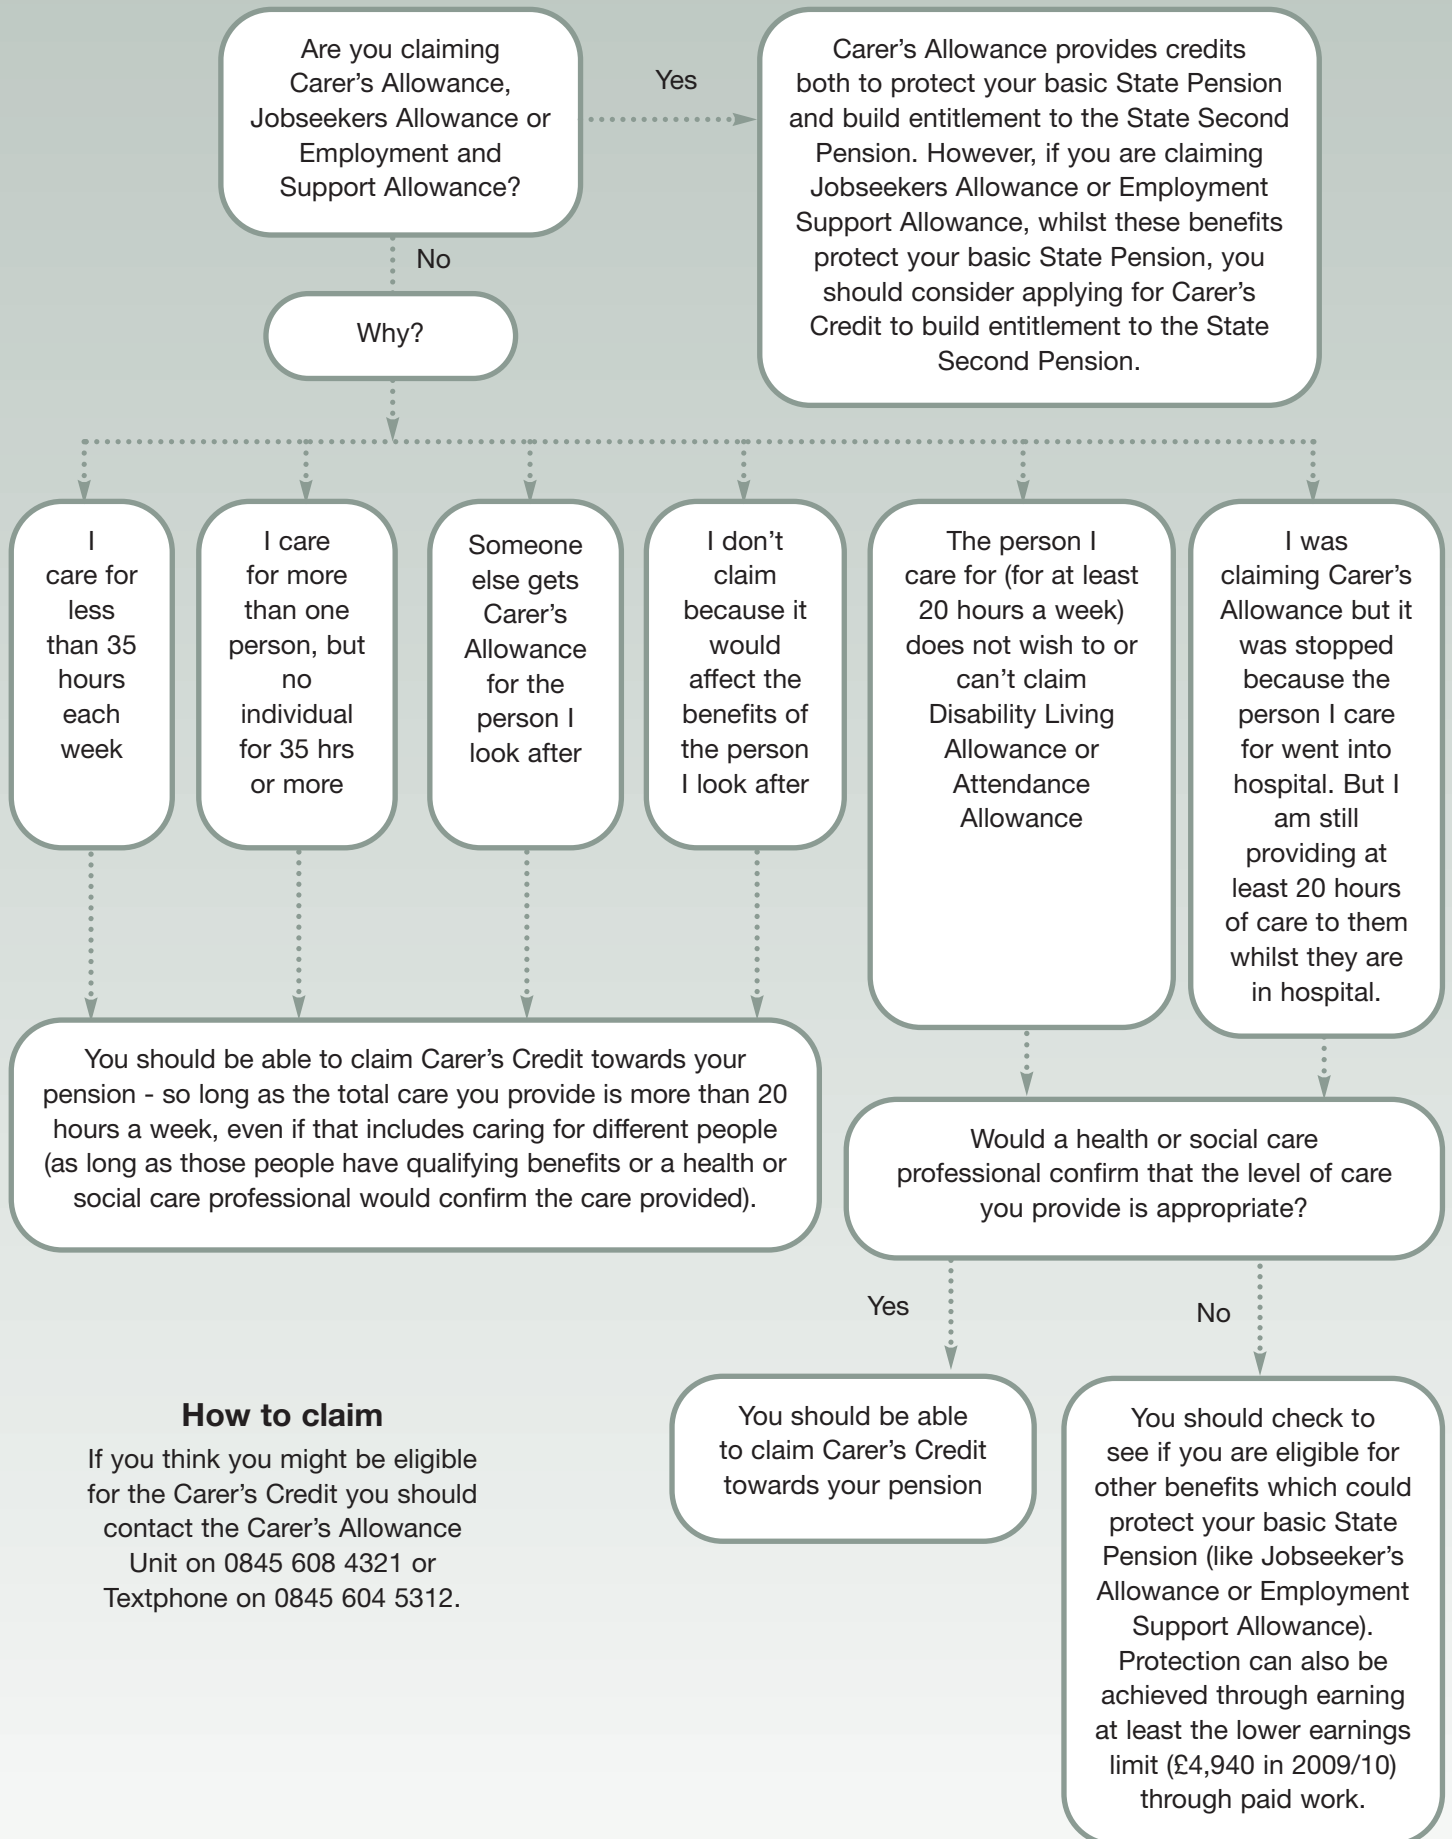 Are you claiming
Carer's Allowance,
Jobseekers Allowance or
Employment and
Support Allowance?
Yes
Carer's Allowance provides credits
both to protect your basic State Pension
and build entitlement to the State Second
Pension. However, if you are claiming
Jobseekers Allowance or Employment
Support Allowance, whilst these benefits
protect your basic State Pension, you
should consider applying for Carer's
Credit to build entitlement to the State
Second Pension.
No
Why?
I
care for
less
than 35
hours
each
week
I care
for more
than one
person, but
no
individual
for 35 hrs
or more
Someone
else gets
Carer's
Allowance
for the
person I
look after
I don't
claim
because it
would
affect the
benefits of
the person
I look after
The person I
care for (for at least
20 hours a week)
does not wish to or
can't claim
Disability Living
Allowance or
Attendance
Allowance
I was
claiming Carer's
Allowance but it
was stopped
because the
person I care
for went into
hospital. But I
am still
providing at
least 20 hours
of care to them
whilst they are
in hospital.
You should be able to claim Carer's Credit towards your
pension - so long as the total care you provide is more than 20
hours a week, even if that includes caring for different people
(as long as those people have qualifying benefits or a health or
social care professional would confirm the care provided).
Would a health or social care
professional confirm that the level of care
you provide is appropriate?
Yes
No
You should be able
to claim Carer's Credit
towards your pension
You should check to
see if you are eligible for
other benefits which could
protect your basic State
Pension (like Jobseeker's
Allowance or Employment
Support Allowance).
Protection can also be
achieved through earning
at least the lower earnings
limit (£4,940 in 2009/10)
through paid work.
How to claim
If you think you might be eligible
for the Carer's Credit you should
contact the Carer's Allowance
Unit on 0845 608 4321 or
Textphone on 0845 604 5312.